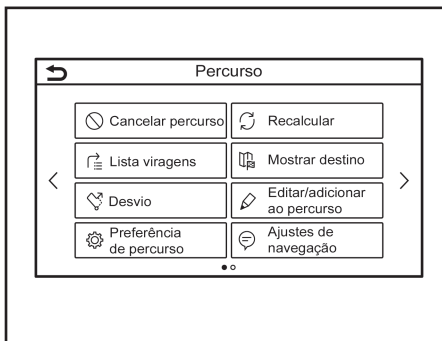 Percurso
Cancelar percurso
Recalcular
Lista viragens
Mostrar destino
Desvio
Editar/adicionar
ao percurso
Preferência
de percurso
Ajustes de
navegação